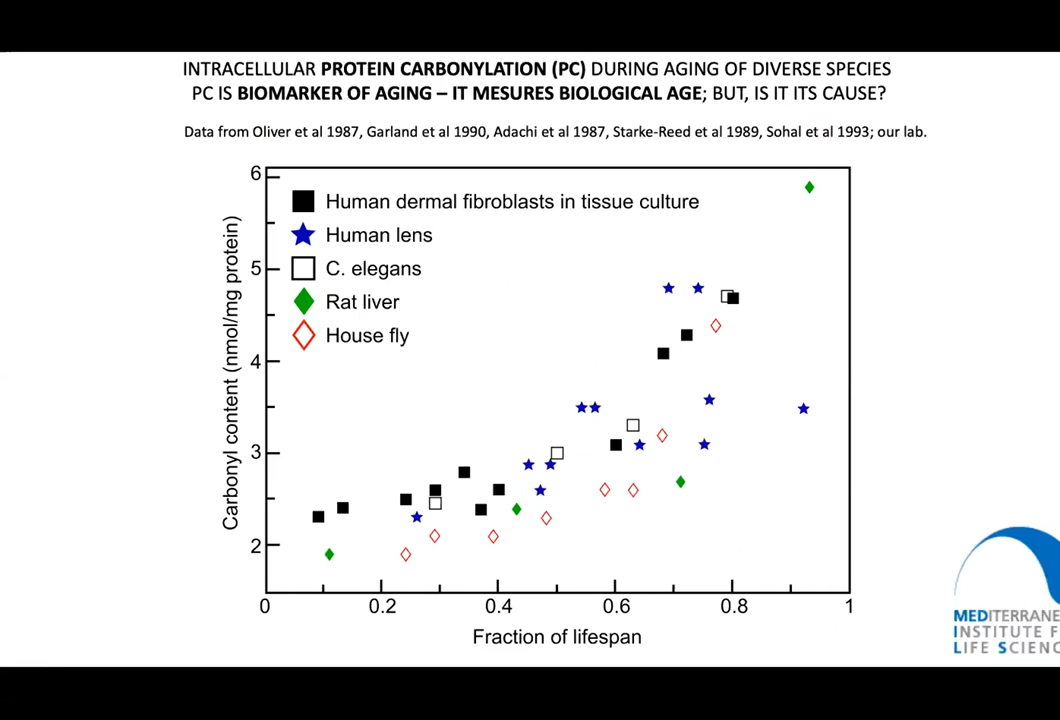 INTRACELLULAR PROTEIN CARBONYLATION (PC) DURING AGING OF DIVERSE SPECIES
PC IS BIOMARKER OF AGING – IT MESURES BIOLOGICAL AGE; BUT, IS IT ITS CAUSE?
Data from Oliver et al 1987, Garland et al 1990, Adachi et al 1987, Starke-Reed et al 1989, Sohal et al 1993; our lab.
Carbonyl content (nmol/mg protein)
6
5
4
3
2
Human dermal fibroblasts in tissue culture
Human lens
C. elegans
Rat liver
House fly
0 0.2 0.4 0.6 0.8 1
Fraction of lifespan
MEDITERRANE
INSTITUTE F
LIFE SCIENC